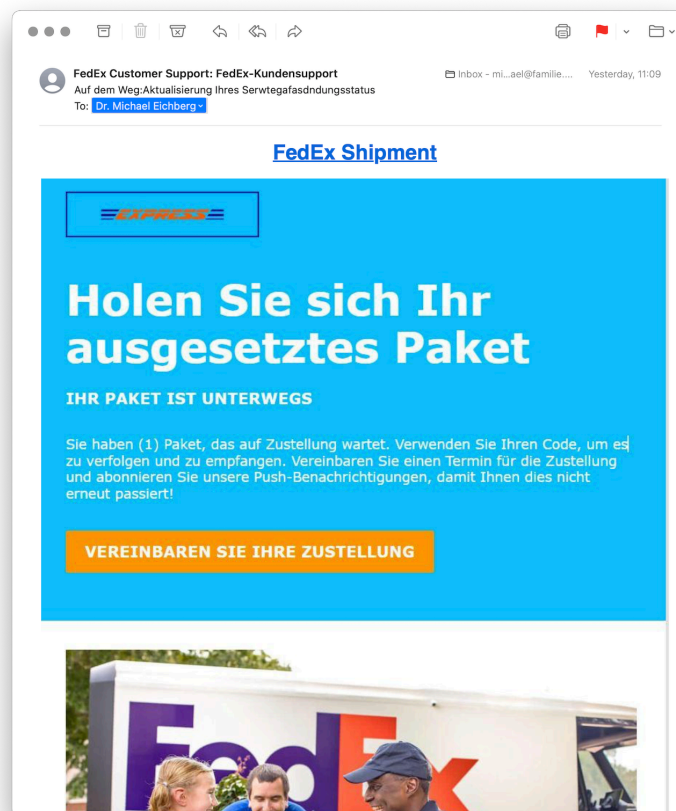 FedEx Customer Support: FedEx-Kundensupport
Inbox - mi...ael@familie.... Yesterday, 11:09
Auf dem Weg:Aktualisierung Ihres Serwtegafasdndungsstatus
To: Dr. Michael Eichberg
FedEx Shipment
EXPRESS
Holen Sie sich Ihr
ausgesetztes Paket
IHR PAKET IST UNTERWEGS
Sie haben (1) Paket, das auf Zustellung wartet. Verwenden Sie Ihren Code, um es
zu verfolgen und zu empfangen. Vereinbaren Sie einen Termin für die Zustellung
und abonnieren Sie unsere Push-Benachrichtigungen, damit Ihnen dies nicht
erneut passiert!
VEREINBAREN SIE IHRE ZUSTELLUNG
FedEx